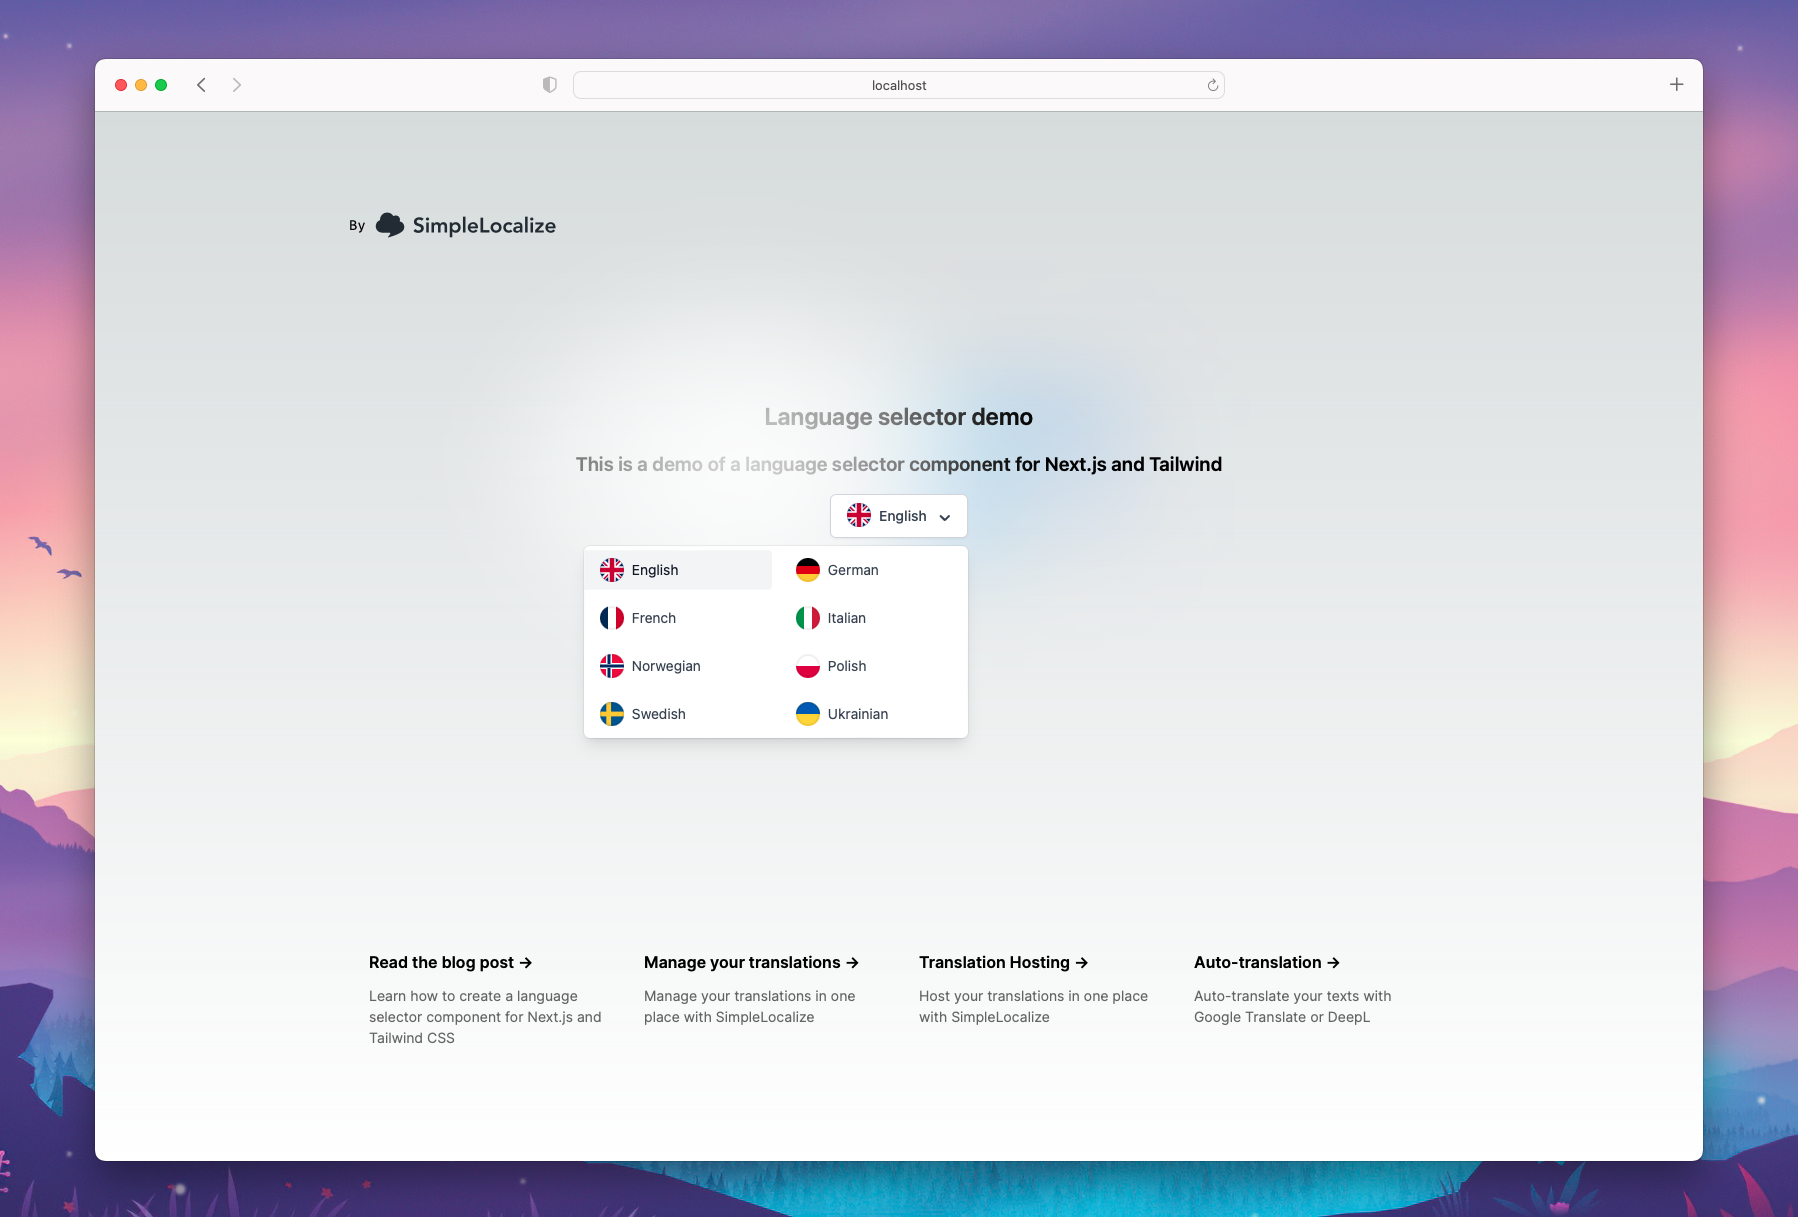 localhost
By SimpleLocalize
Language selector demo
This is a demo of a language selector component for Next.js and Tailwind
English
English
German
French
Italian
Norwegian
Polish
Swedish
Ukrainian
Read the blog post →
Learn how to create a language
selector component for Next.js and
Tailwind CSS
Manage your translations →
Manage your translations in one
place with SimpleLocalize
Translation Hosting →
Host your translations in one place
with SimpleLocalize
Auto-translation →
Auto-translate your texts with
Google Translate or DeepL